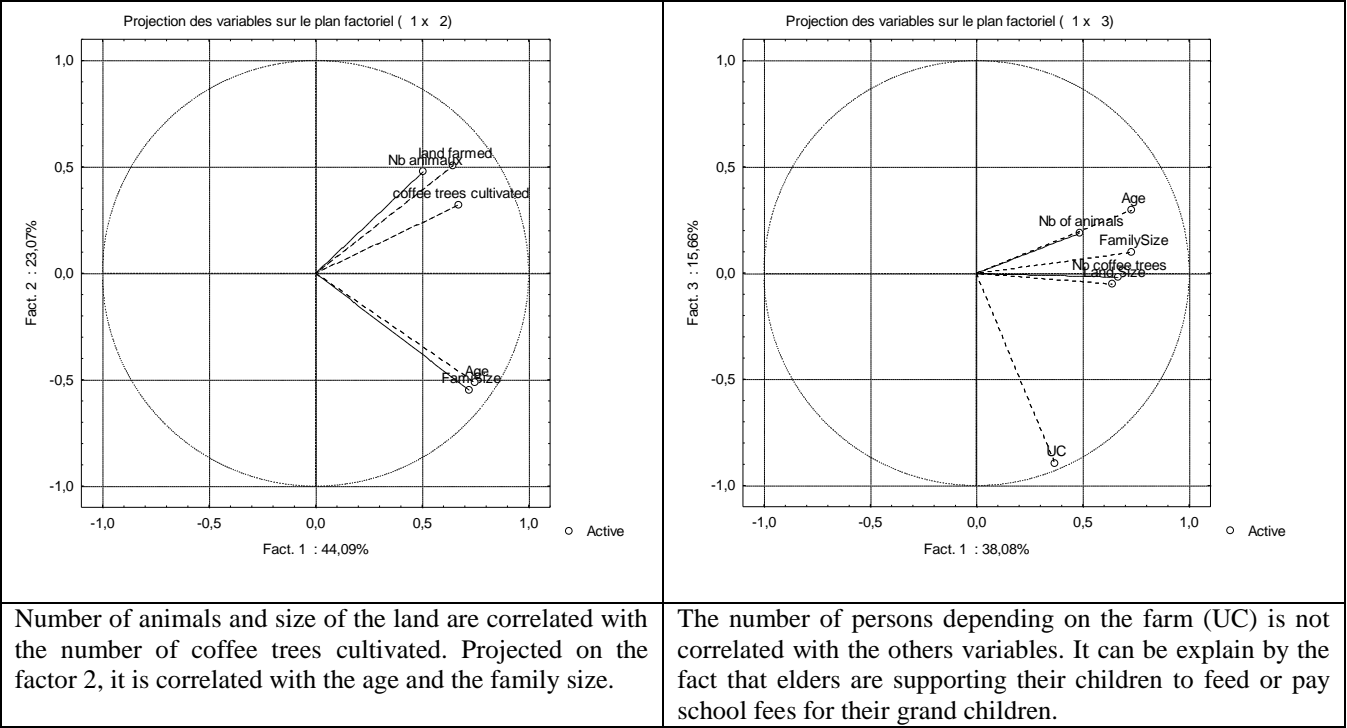 Projection des variables sur le plan factoriel ( 1 x 2)
1,0
0,5
0,0
-0,5
-1,0
Fact. 2 : 23,07%
land farmed
Nb animaux
coffee trees cultivated
Age
FamilSize
-1,0 -0,5 0,0 0,5 1,0
Active
Fact. 1 : 44,09%
Projection des variables sur le plan factoriel ( 1 x 3)
1,0
0,5
0,0
-0,5
-1,0
Fact. 3 : 15,66%
Age
Nb of animals
FamilySize
Nb coffee trees
Land Size
UC
-1,0 -0,5 0,0 0,5 1,0
Active
Fact. 1 : 38,08%
Number of animals and size of the land are correlated with
the number of coffee trees cultivated. Projected on the
factor 2, it is correlated with the age and the family size.
The number of persons depending on the farm (UC) is not
correlated with the others variables. It can be explain by the
fact that elders are supporting their children to feed or pay
school fees for their grand children.